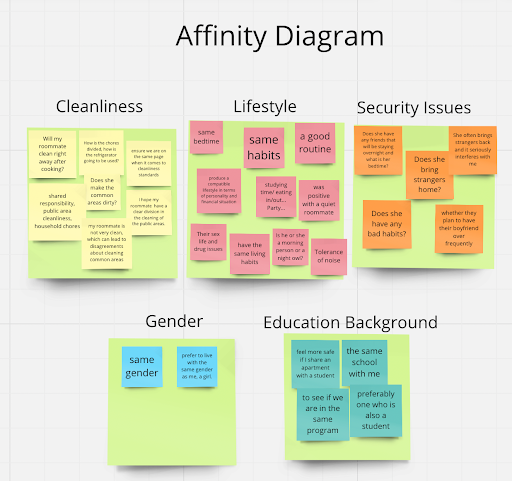 Affinity Diagram
Cleanliness
Will my
roommate
clean right
away after
cooking?
How is the chores
divided, how is the
refrigerator
going to be used?
ensure we are on
the same page
when it comes to
cleanliness
standards
shared
responsibility,
public area
cleanliness,
household chores
Does she
make the
common
areas dirty?
I hope my
roommate have a
clear division in
the cleaning of
the public areas
my roommate is
not very clean,
which can lead to
disagreements
about cleaning
common areas
Lifestyle
same
bedtime
same
habits
a good
routine
produce a
compatible
lifestyle in terms
of personality and
financial situation
studying
time/ eating
in/out...
Party...
was
positive
with a quiet
roommate
Their sex
life and
drug issues
have the
same living
habits
is he or she
a morning
person or a
night owl?
Tolerance
of noise
Security Issues
Does she have
any friends that
will be staying
overnight and
what is her
bedtime?
Does she
bring
strangers
home?
She often brings
strangers back
and it seriously
interferes with
me
Does she
have any
bad habits?
whether they
plan to have
their boyfriend
over
frequently
Gender
same
gender
prefer to live
with the
same gender
as me, a girl.
Education Background
feel more safe
if I share an
apartment
with a student
the same
school
with me
to see if we
are in the
same
program
preferably
one who is
also a
student